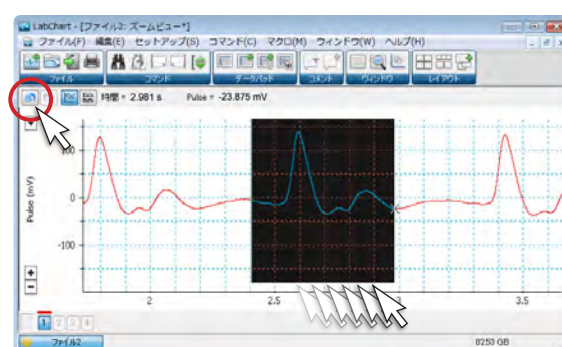 LabChart - [ファイル2: ズームビュー*]
ファイル(F) 編集(E) セットアップ(S) コマンド(C) マクロ(M) ウィンドウ(W) ヘルプ(H)
ファイル コマンド データパッド コメント ウィンドウ レイアウト
時間 = 2.981 s Pulse = -23.875 mV
100
0
-100
Pulse (mV)
+
-
2 2.5 3 3.5
1 2 3 4
ファイル2 8253 GB